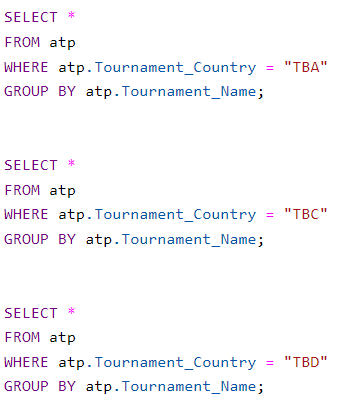 SELECT *
FROM atp
WHERE atp.Tournament_Country = "TBA"
GROUP BY atp.Tournament_Name;
SELECT *
FROM atp
WHERE atp.Tournament_Country = "TBC"
GROUP BY atp.Tournament_Name;
SELECT *
FROM atp
WHERE atp.Tournament_Country = "TBD"
GROUP BY atp.Tournament_Name;